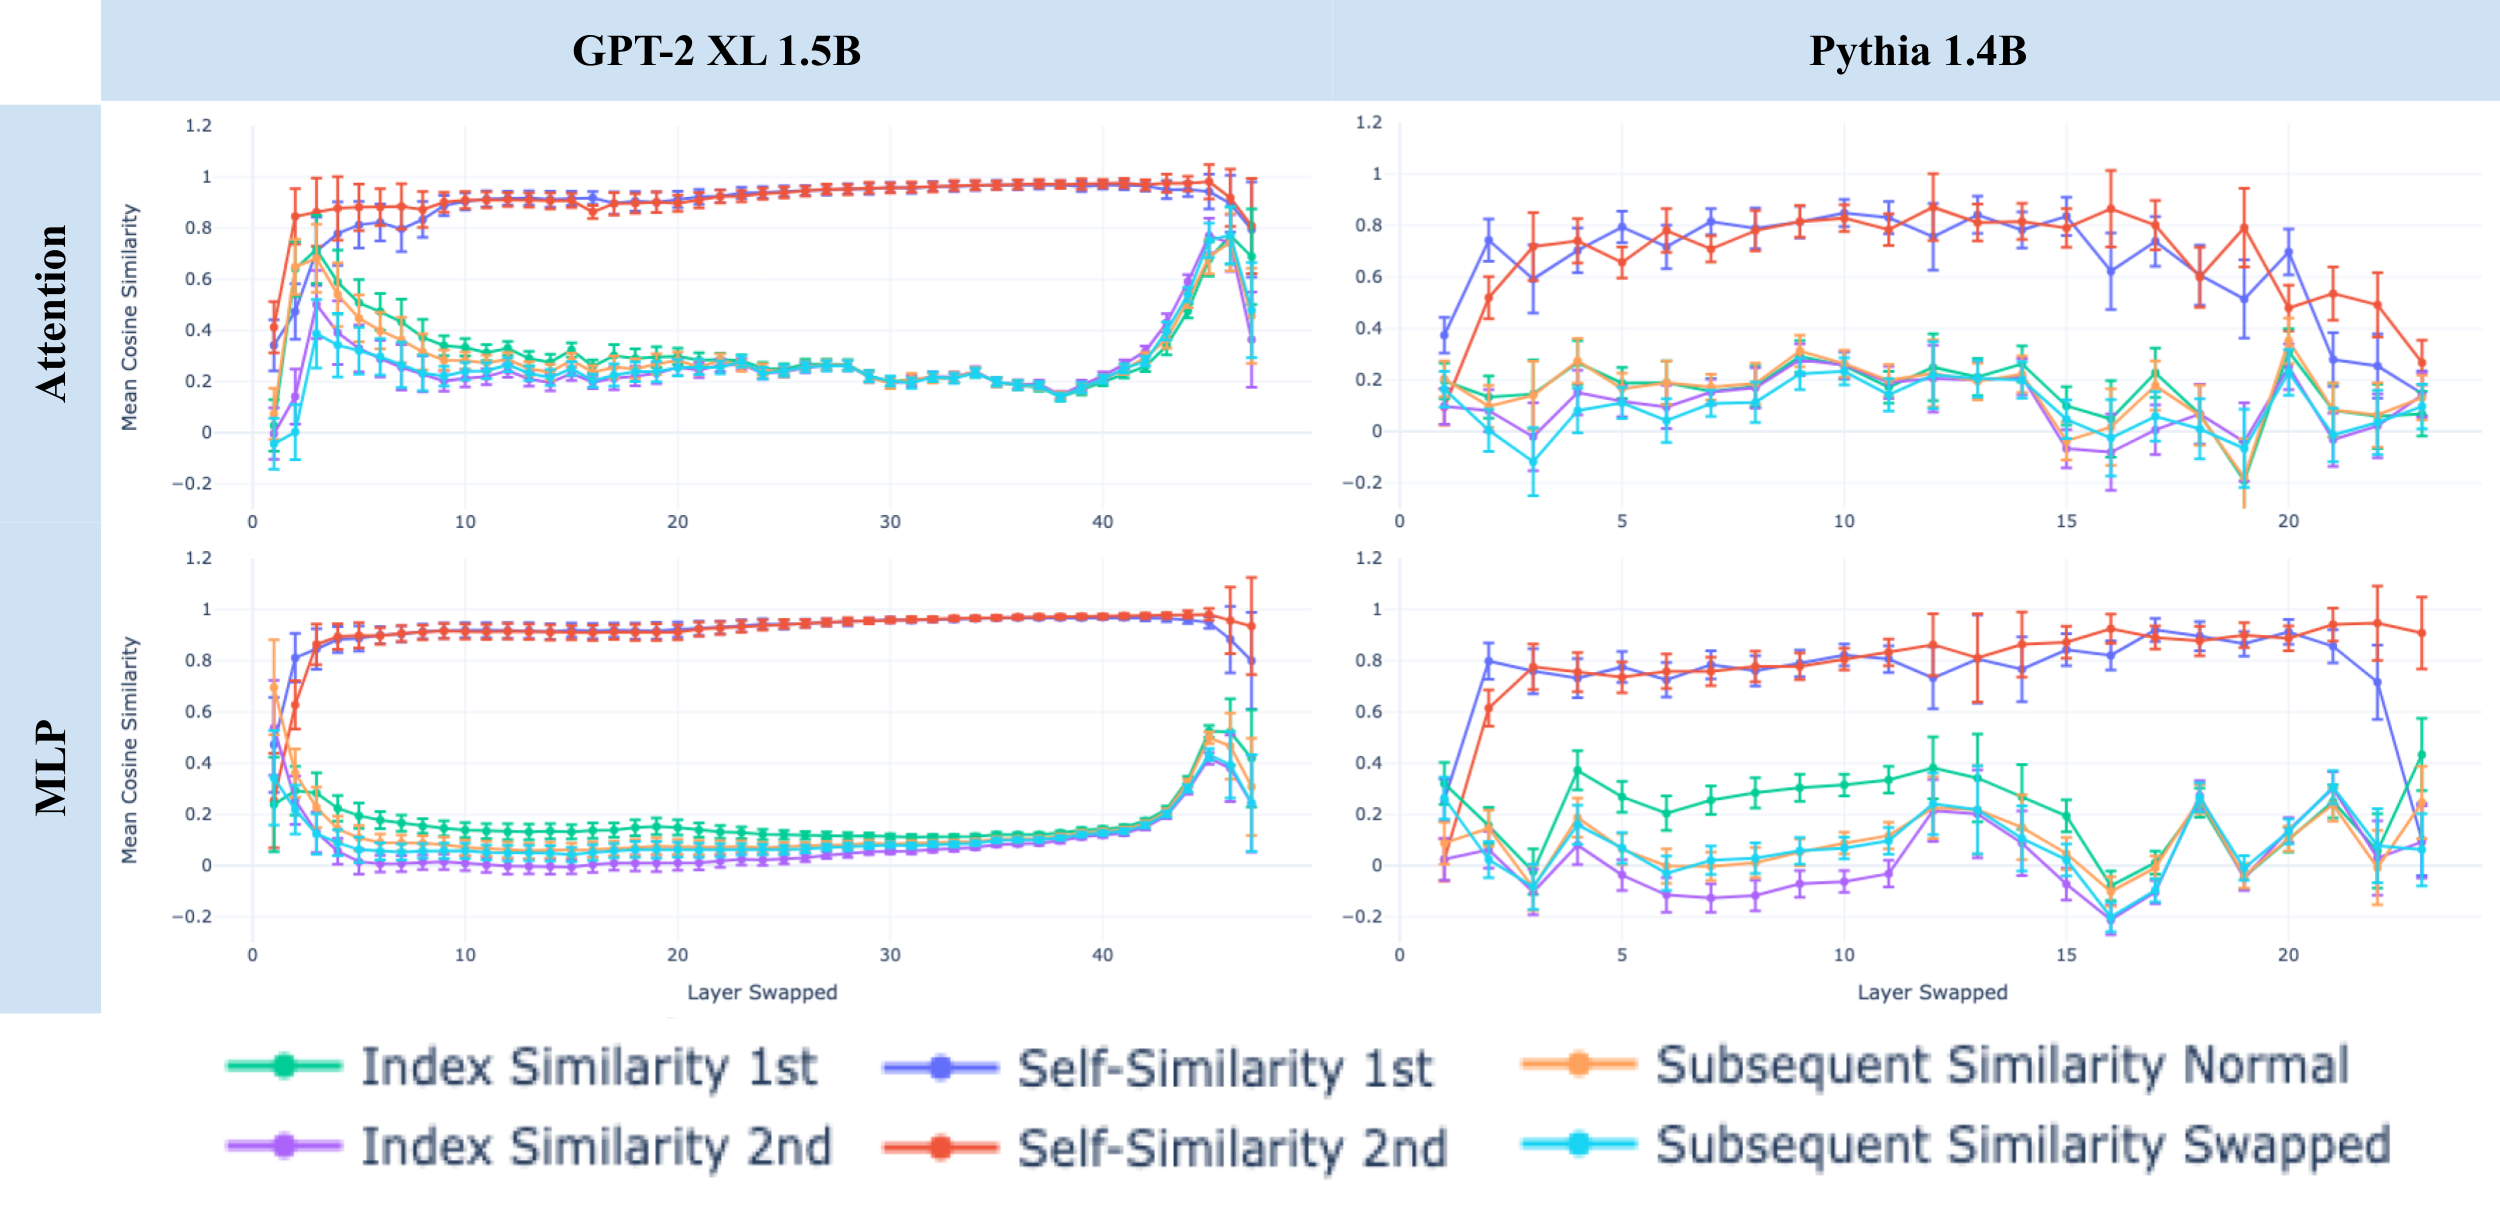 GPT-2 XL 1.5B
Pythia 1.4B
Attention
Mean Cosine Similarity
1.2
1
0.8
0.6
0.4
0.2
0
−0.2
0 10 20 30 40
1.2
1
0.8
0.6
0.4
0.2
0
−0.2
0 5 10 15 20
MLP
Mean Cosine Similarity
1.2
1
0.8
0.6
0.4
0.2
0
−0.2
0 10 20 30 40
Layer Swapped
1.2
1
0.8
0.6
0.4
0.2
0
−0.2
0 5 10 15 20
Layer Swapped
Index Similarity 1st
Self-Similarity 1st
Subsequent Similarity Normal
Index Similarity 2nd
Self-Similarity 2nd
Subsequent Similarity Swapped